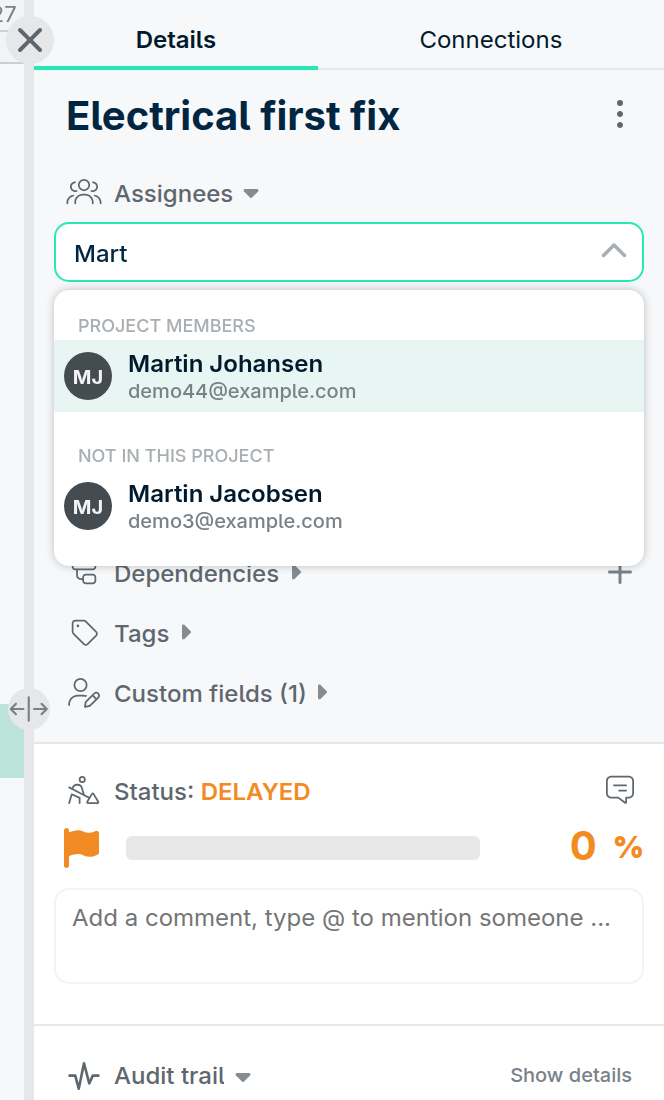 27
Details
Connections
Electrical first fix
Assignees
Mart
PROJECT MEMBERS
MJ
Martin Johansen
demo44@example.com
NOT IN THIS PROJECT
MJ
Martin Jacobsen
demo3@example.com
Dependencies
Tags
Custom fields (1)
Status: DELAYED
0 %
Add a comment, type @ to mention someone ...
Audit trail
Show details